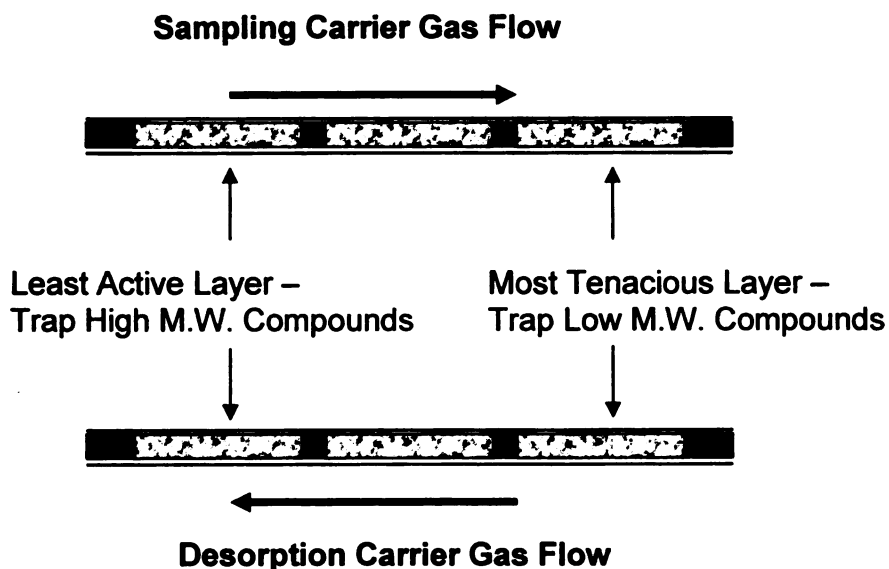 Sampling Carrier Gas Flow
Least Active Layer –
Trap High M.W. Compounds
Most Tenacious Layer –
Trap Low M.W. Compounds
Desorption Carrier Gas Flow